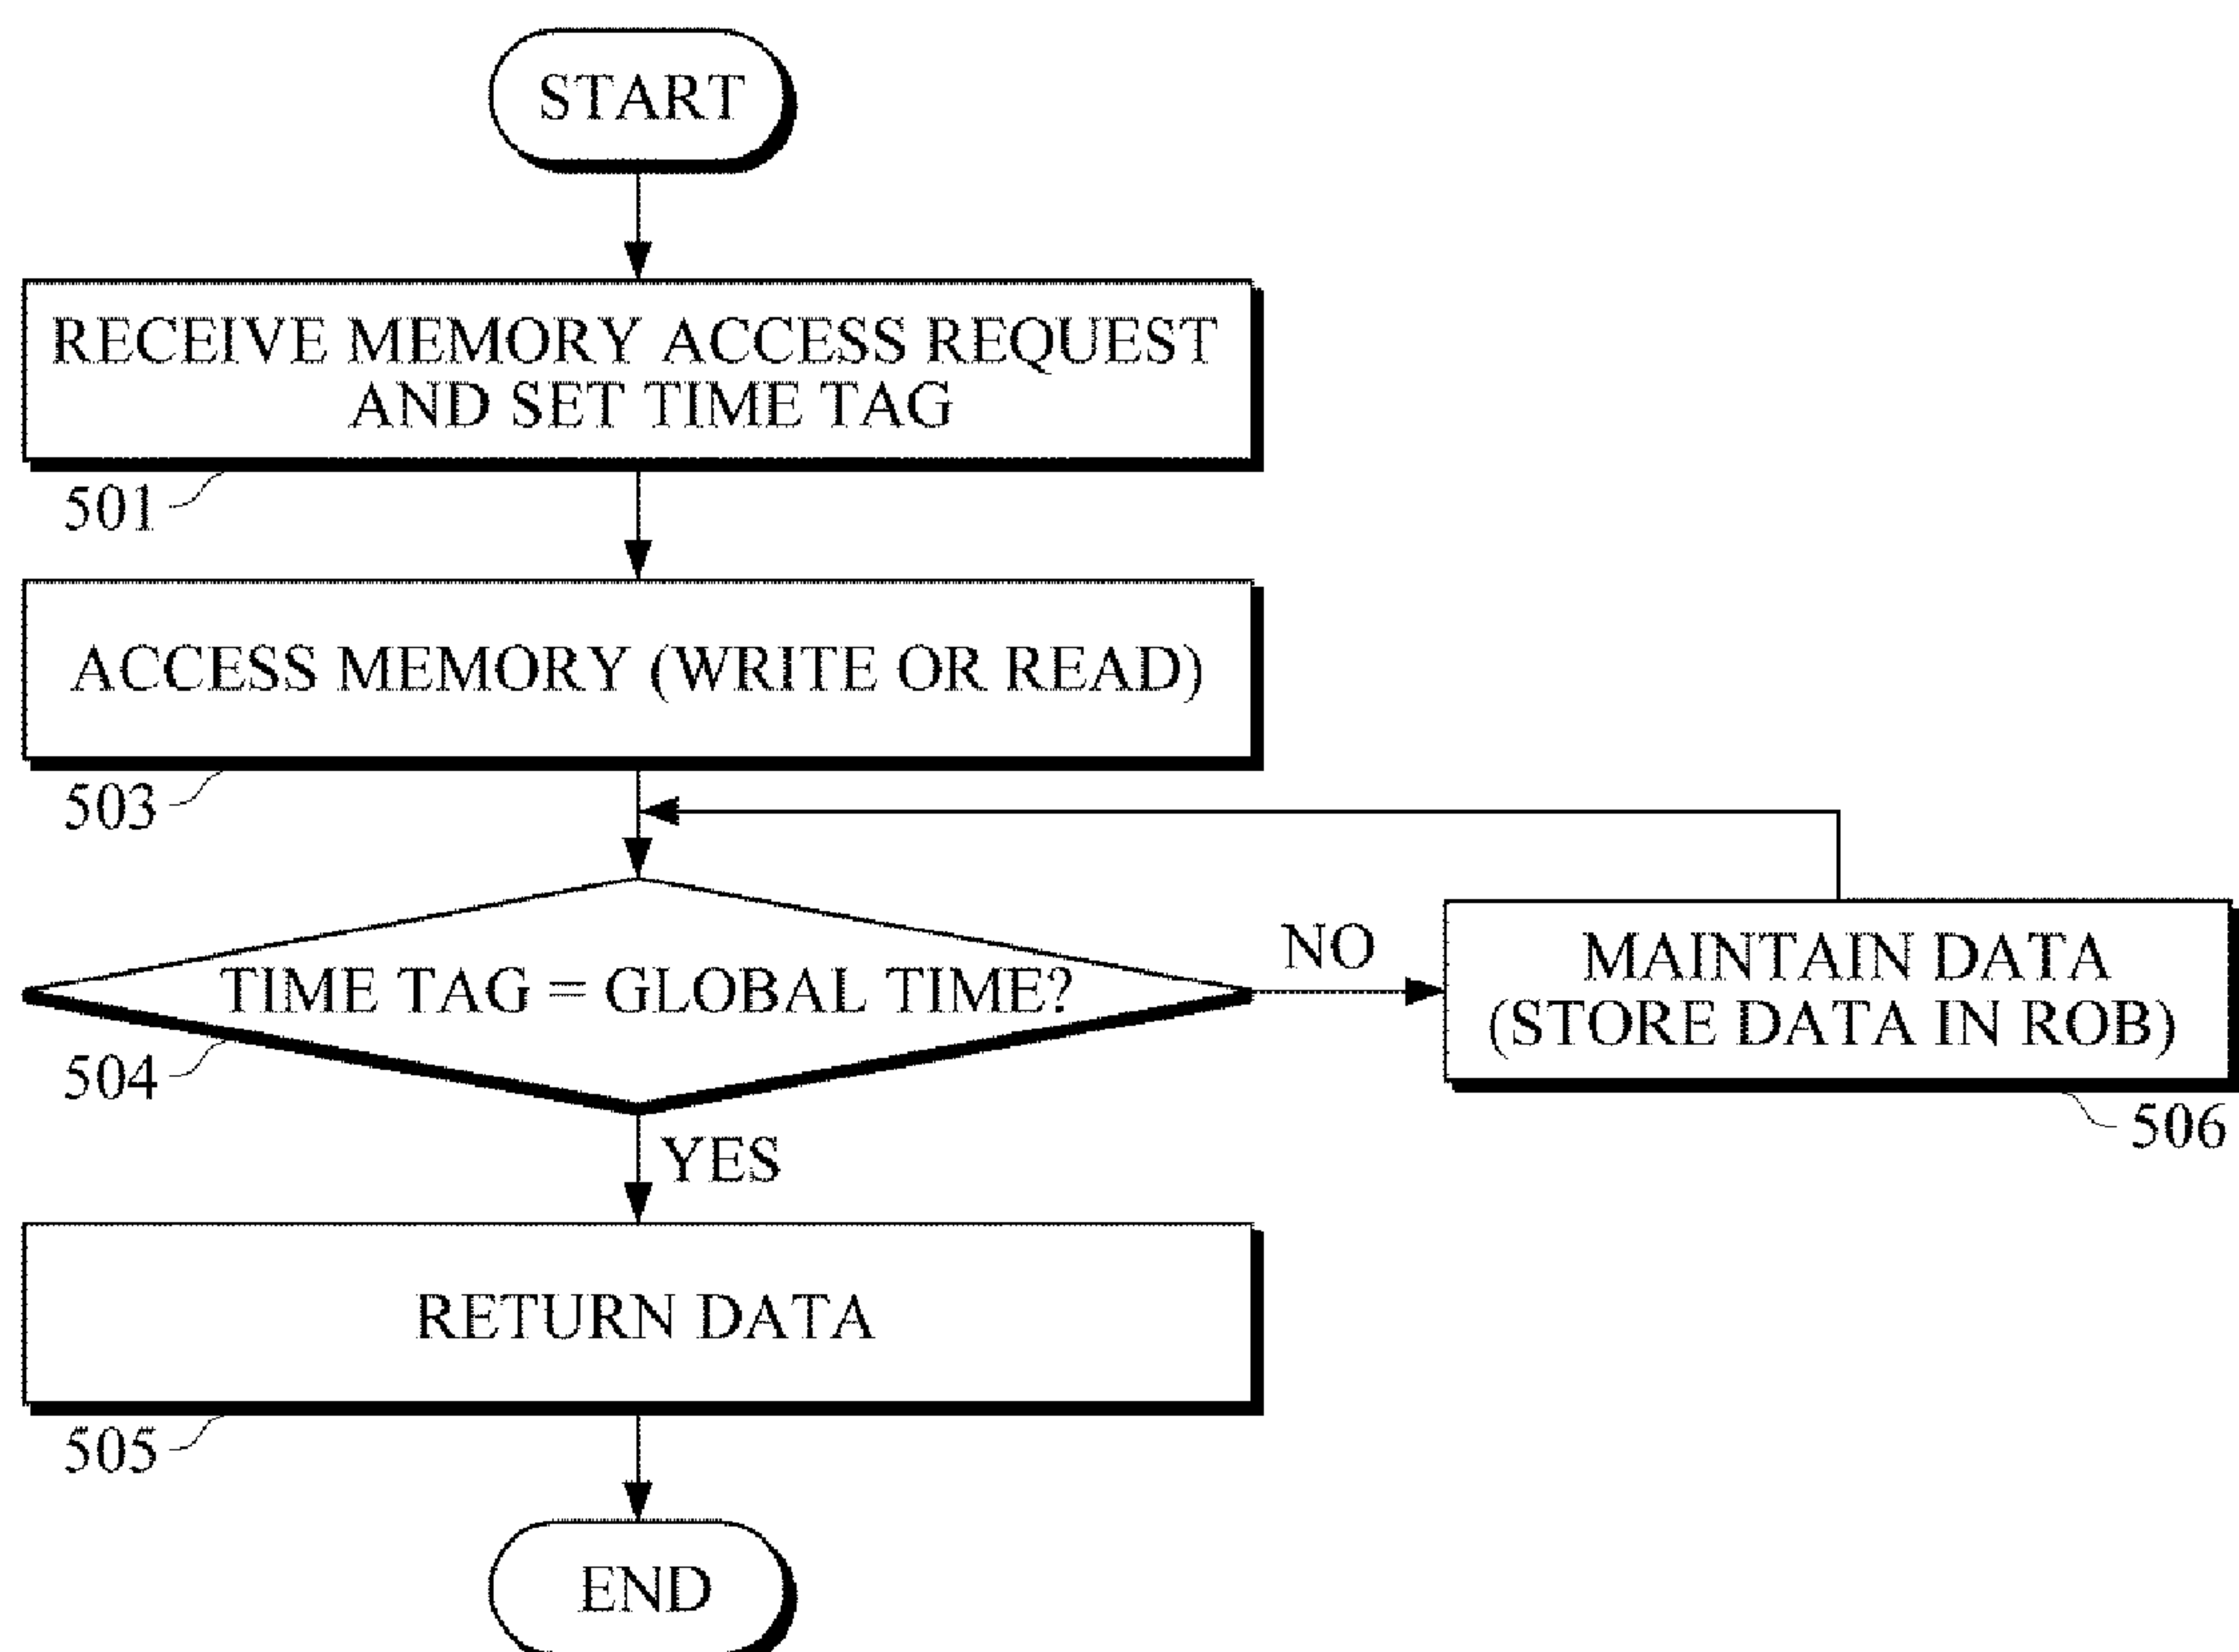 START
RECEIVE MEMORY ACCESS REQUEST
AND SET TIME TAG
501
ACCESS MEMORY (WRITE OR READ)
503
TIME TAG = GLOBAL TIME?
NO
MAINTAIN DATA
(STORE DATA IN ROB)
504
506
YES
RETURN DATA
505
END